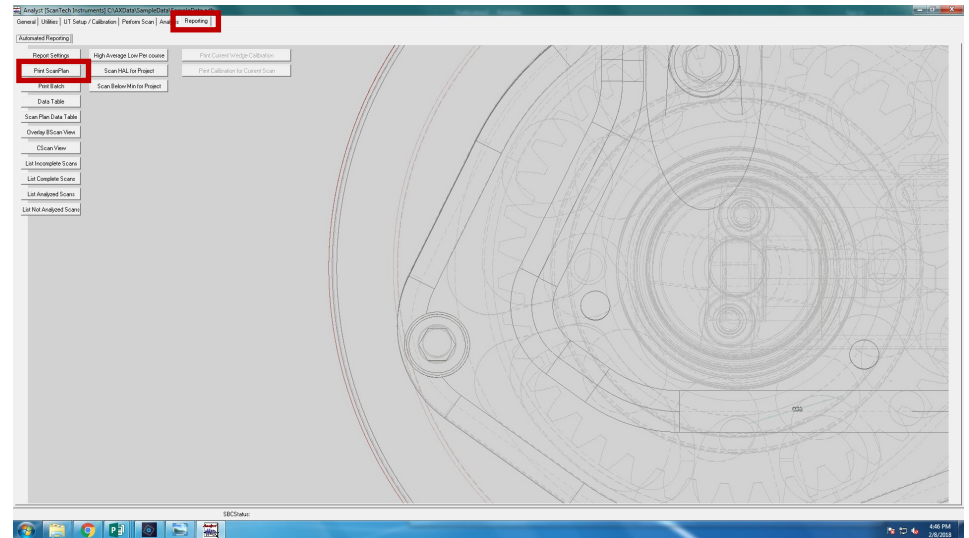 Analyst [ScanTech Instruments] C:\AXData\SampleData\SampleData.adb
General | Utilities | UT Setup / Calibration | Perform Scan | Analysis Reporting
Automated Reporting
Report Settings High Average Low Per course Print Current Wedge Calibration
Print ScanPlan Scan HAL for Project Print Calibration for Current Scan
Print Batch Scan Below Min for Project
Data Table
Scan Plan Data Table
Overlay BScan View
CScan View
List Incomplete Scans
List Complete Scans
List Analyzed Scans
List Not Analyzed Scans
SBCStatus:
4:46 PM
2/8/2018